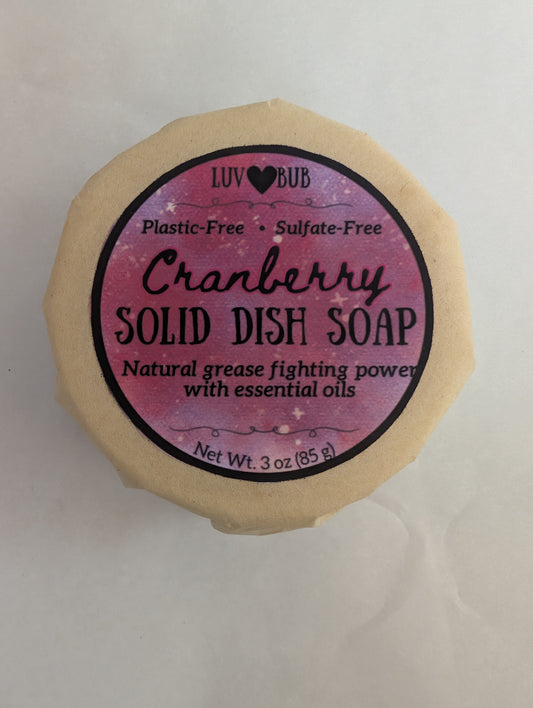 LUV🖤BUB
Plastic-Free • Sulfate-Free
Cranberry
SOLID DISH SOAP
Natural grease fighting power
with essential oils
Net Wt. 3 oz (85 g)